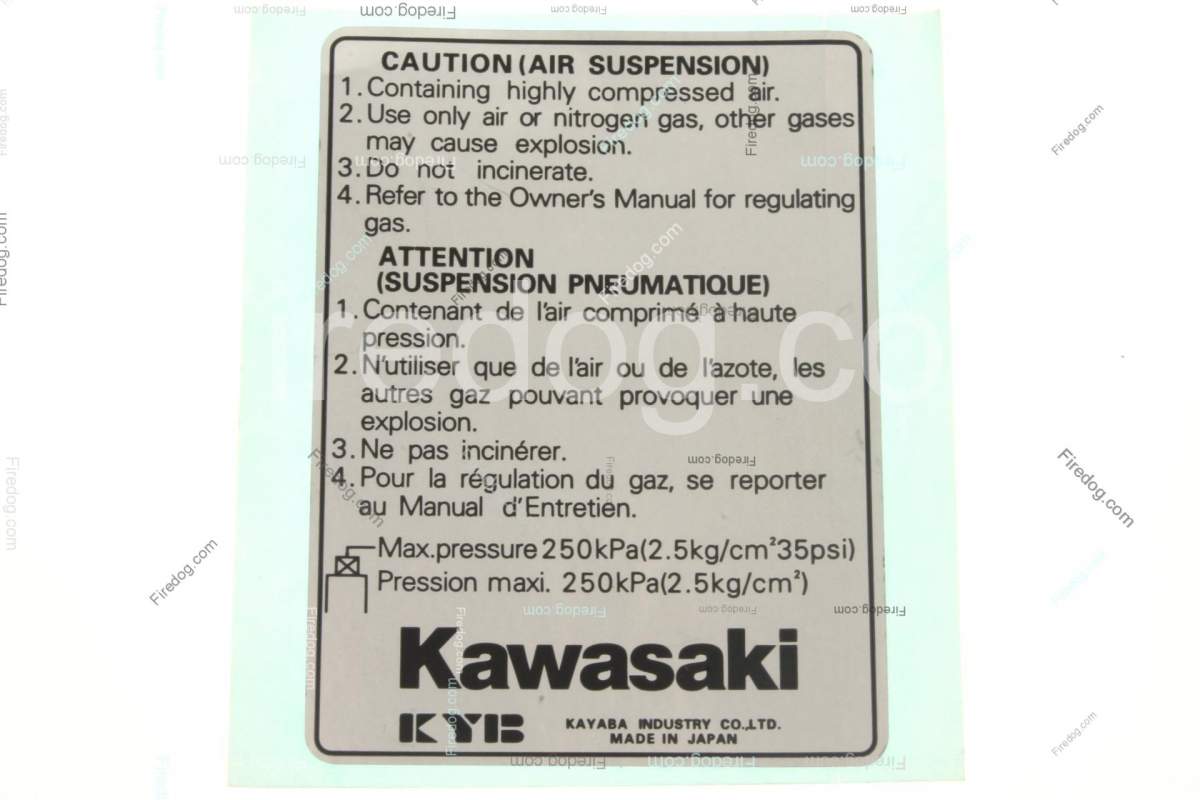 CAUTION (AIR SUSPENSION)
1. Containing highly compressed air.
2. Use only air or nitrogen gas, other gases
may cause explosion.
3. Do not incinerate.
4. Refer to the Owner's Manual for regulating
gas.
ATTENTION
(SUSPENSION PNEUMATIQUE)
1. Contenant de l'air comprimé à haute
pression.
2. N'utiliser que de l'air ou de l'azote, les
autres gaz pouvant provoquer une
explosion.
3. Ne pas incinérer.
4. Pour la régulation du gaz, se reporter
au Manual d'Entretien.
Max.pressure 250kPa(2.5kg/cm²35psi)
Pression maxi. 250kPa(2.5kg/cm²)
Kawasaki
KYB
KAYABA INDUSTRY CO.,LTD.
MADE IN JAPAN
Firedog.com